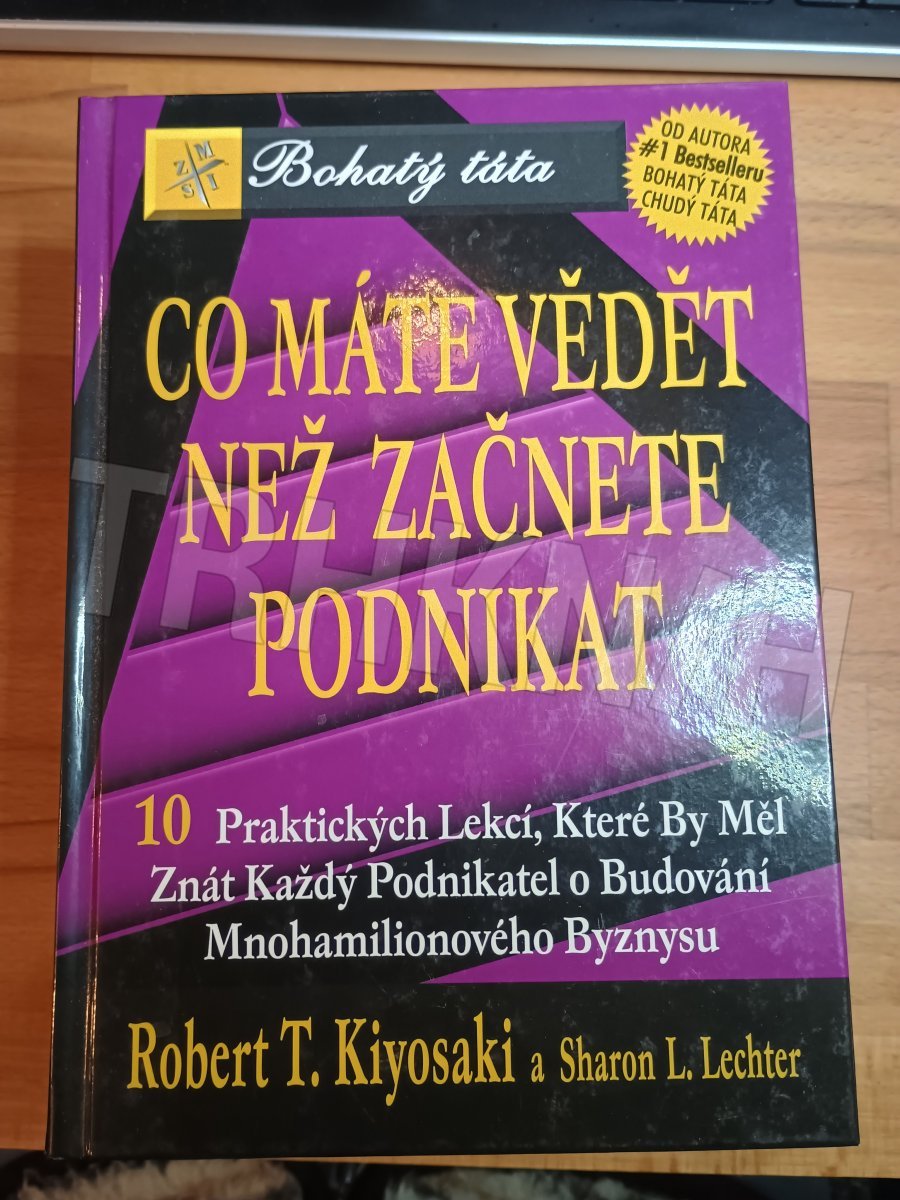 Z M
S I
Bohatý táta
OD AUTORA
#1 Bestselleru
BOHATÝ TÁTA
CHUDÝ TÁTA
CO MÁTE VĚDĚT
NEŽ ZAČNETE
PODNIKAT
TRHKNIH
10 Praktických Lekcí, Které By Měl
Znát Každý Podnikatel o Budování
Mnohamilionového Byznysu
Robert T. Kiyosaki a Sharon L. Lechter